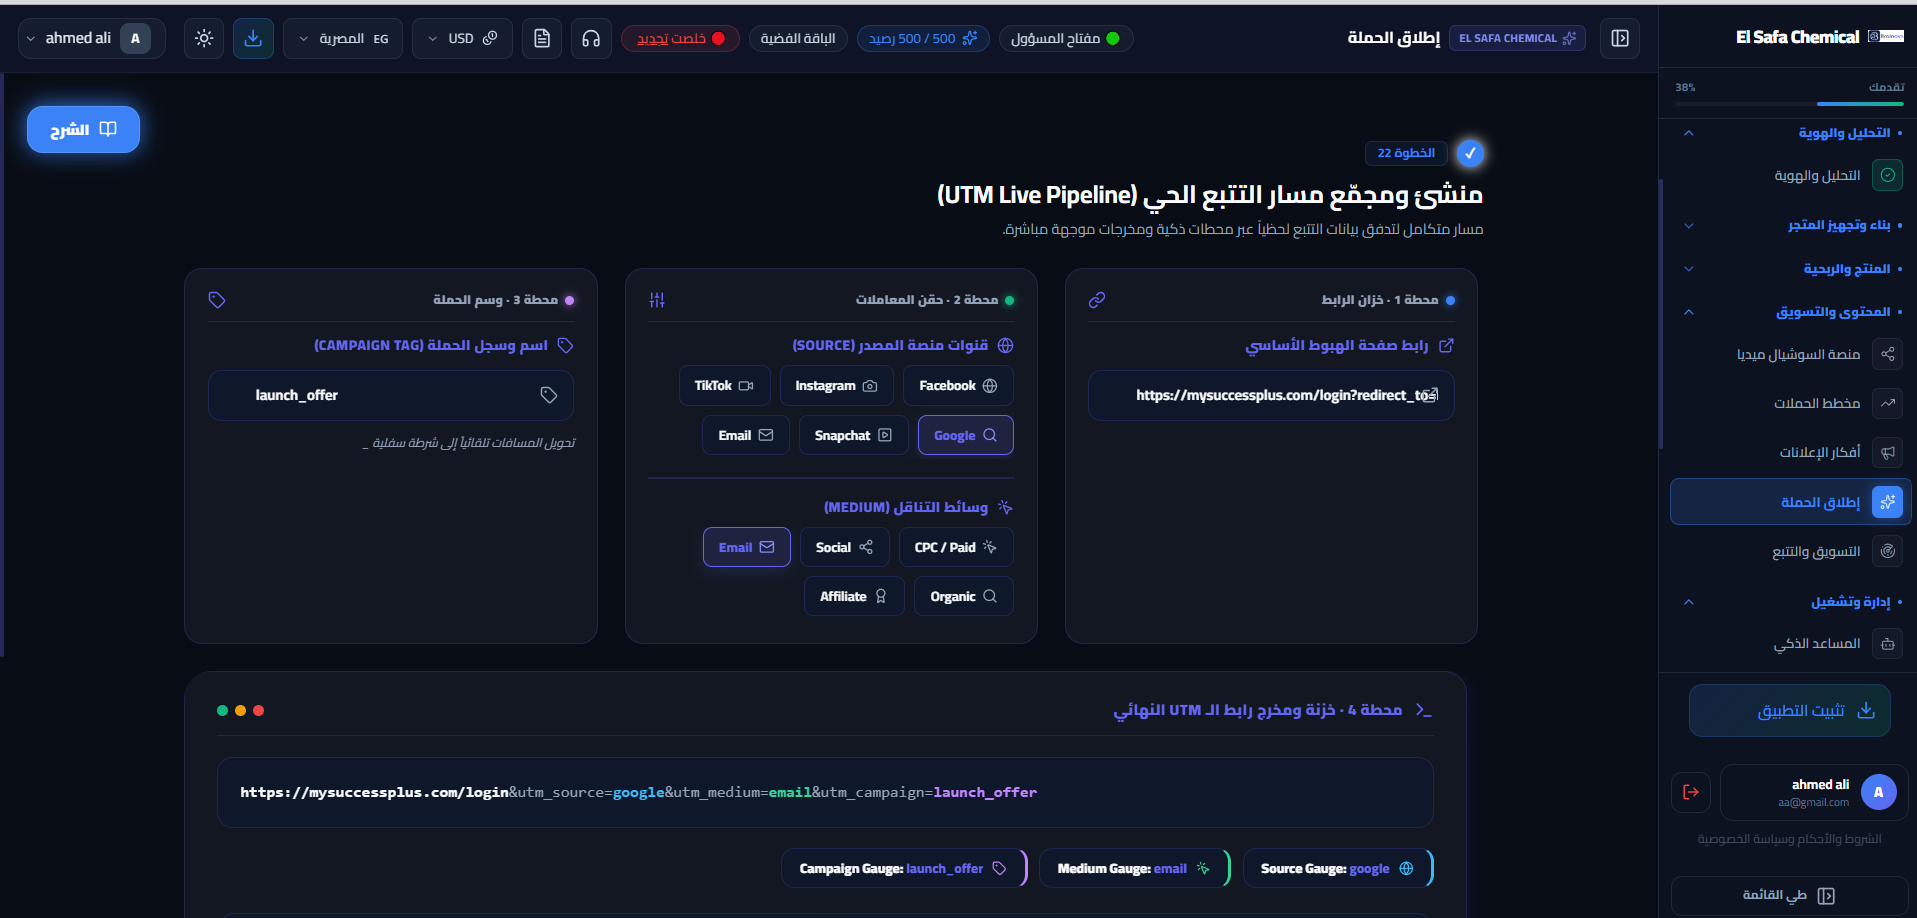 El Safa Chemical
تقدمك
38%
التحليل والهوية
التحليل والهوية
بناء وتجهيز المتجر
المنتج والربحية
المحتوى والتسويق
منصة السوشيال ميديا
مخطط الحملات
أفكار الإعلانات
إطلاق الحملة
التسويق والتتبع
إدارة وتشغيل
المساعد الذكي
تثبيت التطبيق
ahmed ali
A
aa@gmail.com
الشروط والأحكام وسياسة الخصوصية
طي القائمة
EL SAFA CHEMICAL
إطلاق الحملة
مفتاح المسؤول
500 / 500 رصيد
الباقة الفضية
خلصت تجديد
USD
EG المصرية
A
ahmed ali
الشرح
الخطوة 22
منشئ ومجمّع مسار التتبع الحي (UTM Live Pipeline)
مسار متكامل لتدفق بيانات التتبع لحظياً عبر محطات ذكية ومخرجات موجهة مباشرة.
محطة 1 · خزان الرابط
رابط صفحة الهبوط الأساسي
https://mysuccessplus.com/login?redirect_to=
محطة 2 · حقن المعاملات
قنوات منصة المصدر (SOURCE)
Facebook
Instagram
TikTok
Google
Snapchat
Email
وسائط التناقل (MEDIUM)
CPC / Paid
Social
Email
Organic
Affiliate
محطة 3 · وسم الحملة
اسم وسجل الحملة (CAMPAIGN TAG)
launch_offer
تحويل المسافات تلقائياً إلى شرطة سفلية _
محطة 4 · خزنة ومخرج رابط الـ UTM النهائي
https://mysuccessplus.com/login&utm_source=google&utm_medium=email&utm_campaign=launch_offer
Source Gauge: google
Medium Gauge: email
Campaign Gauge: launch_offer